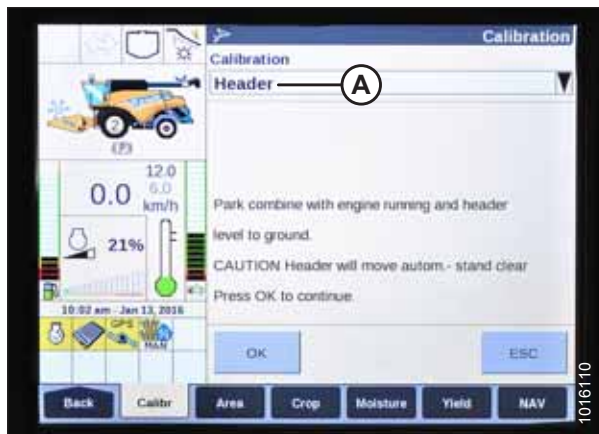 Calibration
Calibration
Header
A
2
(P)
12.0
6.0
0.0 km/h
21%
Park combine with engine running and header
level to ground.
CAUTION Header will move autom.- stand clear
Press OK to continue.
10:02 am - Jan 13, 2016
GPS
MAN
OK
ESC
Back
Calibr
Area
Crop
Moisture
Yield
NAV
1016110